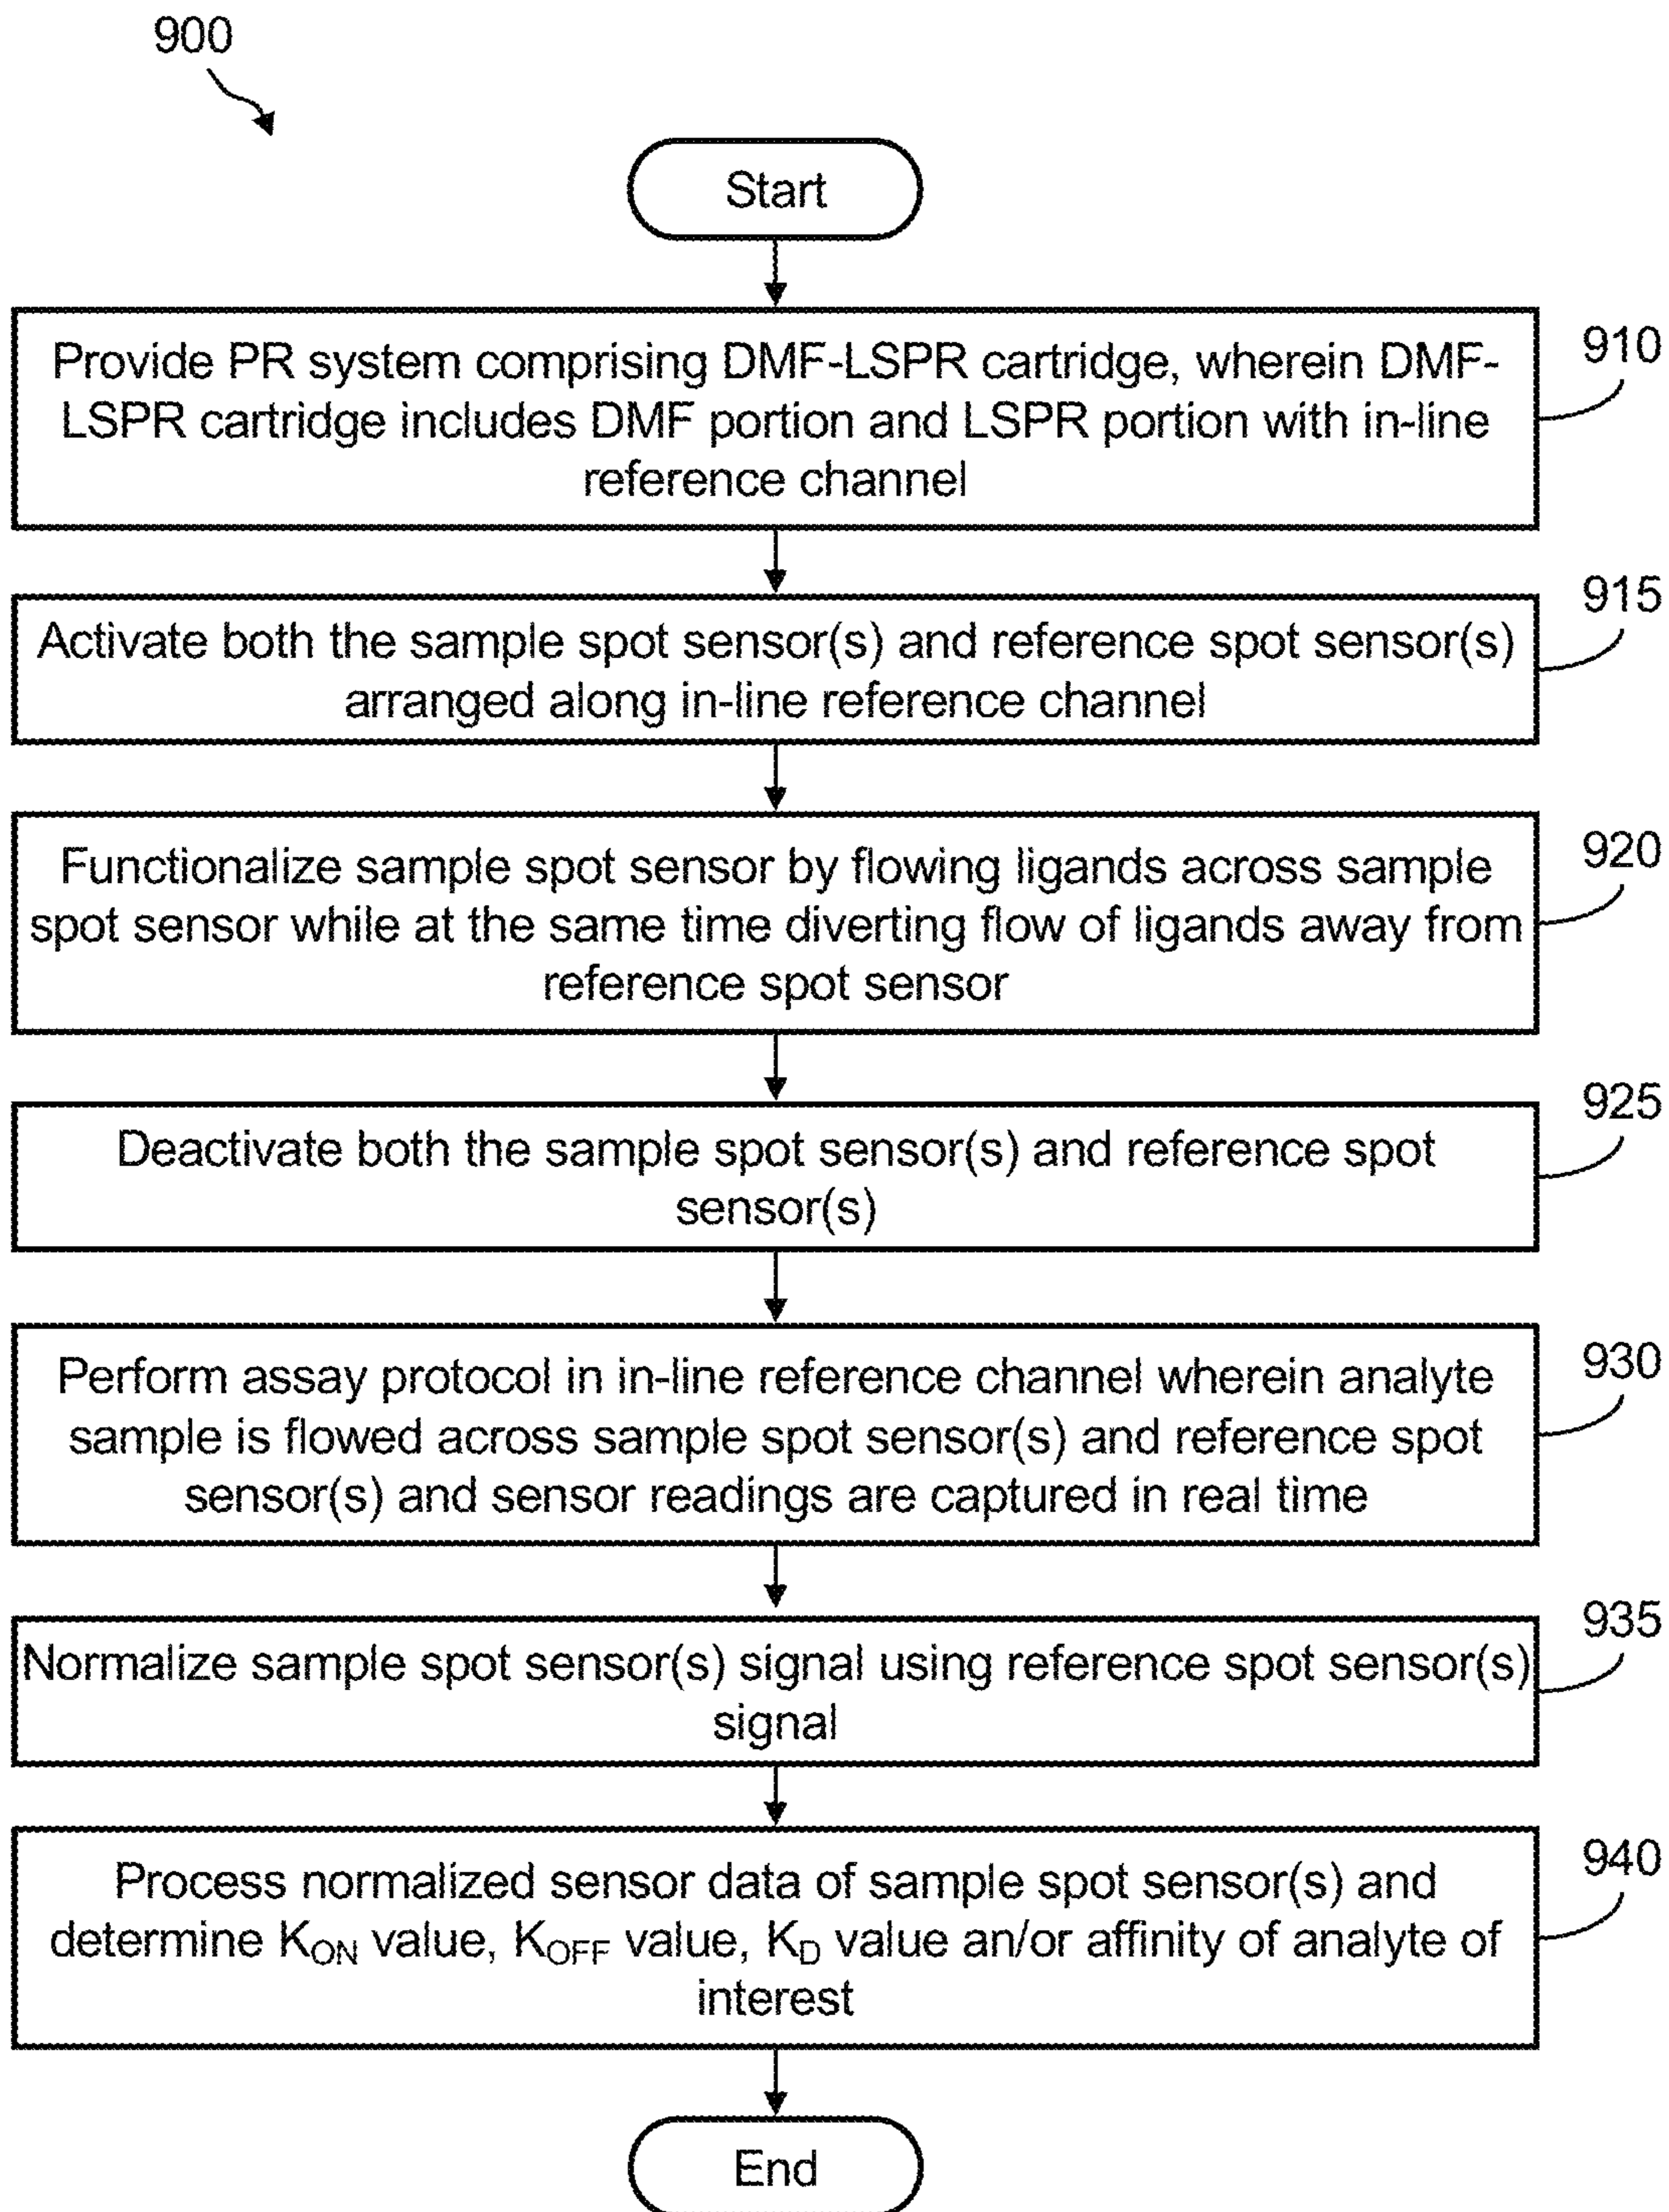 900
Start
Provide PR system comprising DMF-LSPR cartridge, wherein DMF-
LSPR cartridge includes DMF portion and LSPR portion with in-line
reference channel
910
Activate both the sample spot sensor(s) and reference spot sensor(s)
arranged along in-line reference channel
915
Functionalize sample spot sensor by flowing ligands across sample
spot sensor while at the same time diverting flow of ligands away from
reference spot sensor
920
Deactivate both the sample spot sensor(s) and reference spot
sensor(s)
925
Perform assay protocol in in-line reference channel wherein analyte
sample is flowed across sample spot sensor(s) and reference spot
sensor(s) and sensor readings are captured in real time
930
Normalize sample spot sensor(s) signal using reference spot sensor(s)
signal
935
Process normalized sensor data of sample spot sensor(s) and
determine KON value, KOFF value, KD value an/or affinity of analyte of
interest
940
End